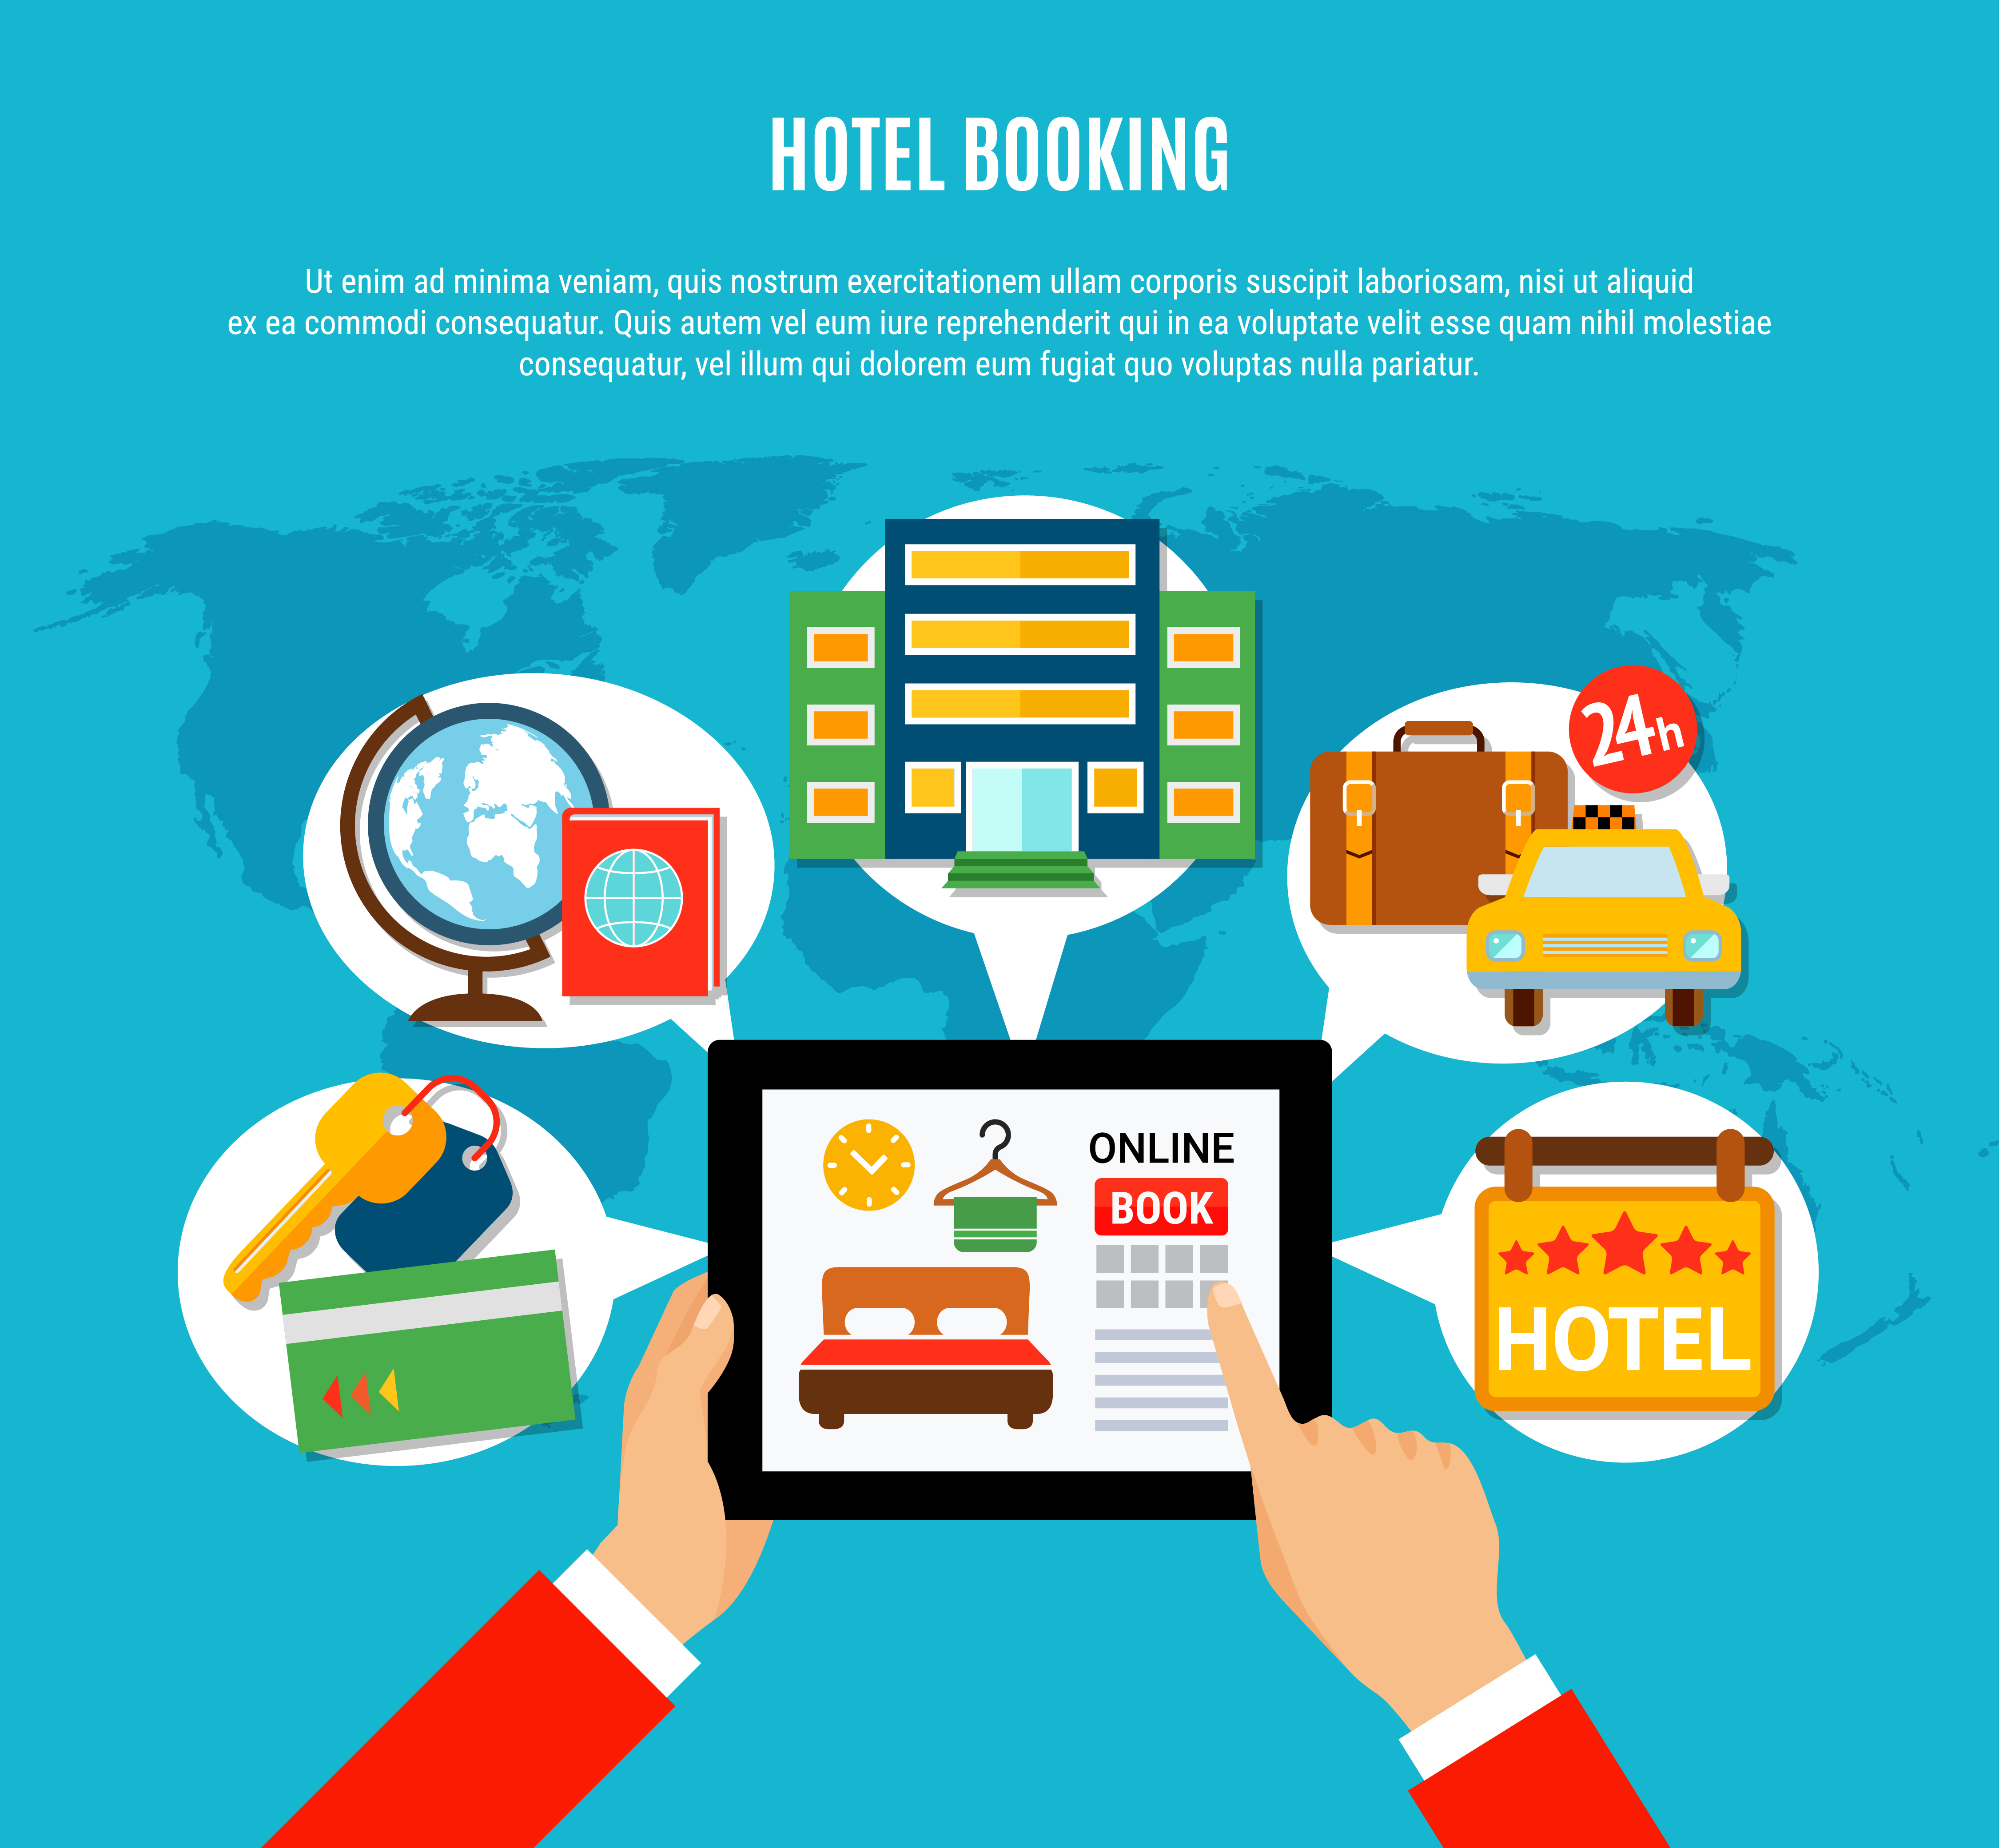 HOTEL BOOKING
Ut enim ad minima veniam, quis nostrum exercitationem ullam corporis suscipit laboriosam, nisi ut aliquid
ex ea commodi consequatur. Quis autem vel eum iure reprehenderit qui in ea voluptate velit esse quam nihil molestiae
consequatur, vel illum qui dolorem eum fugiat quo voluptas nulla pariatur.
24h
ONLINE
BOOK
HOTEL